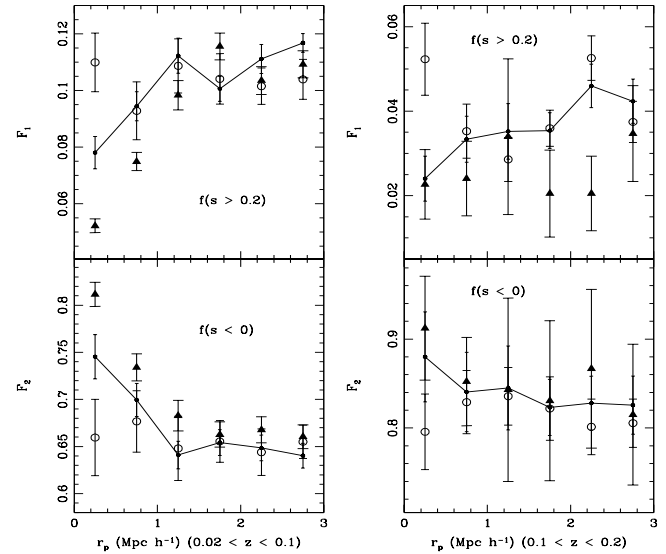 0.12
0.1
0.08
0.06
F₁
f(s > 0.2)
0.06
0.04
0.02
F₁
f(s > 0.2)
0.8
0.75
0.7
0.65
0.6
F₂
f(s < 0)
0.9
0.8
F₂
f(s < 0)
0 1 2 3
rₚ (Mpc h⁻¹) (0.02 < z < 0.1)
0 1 2 3
rₚ (Mpc h⁻¹) (0.1 < z < 0.2)